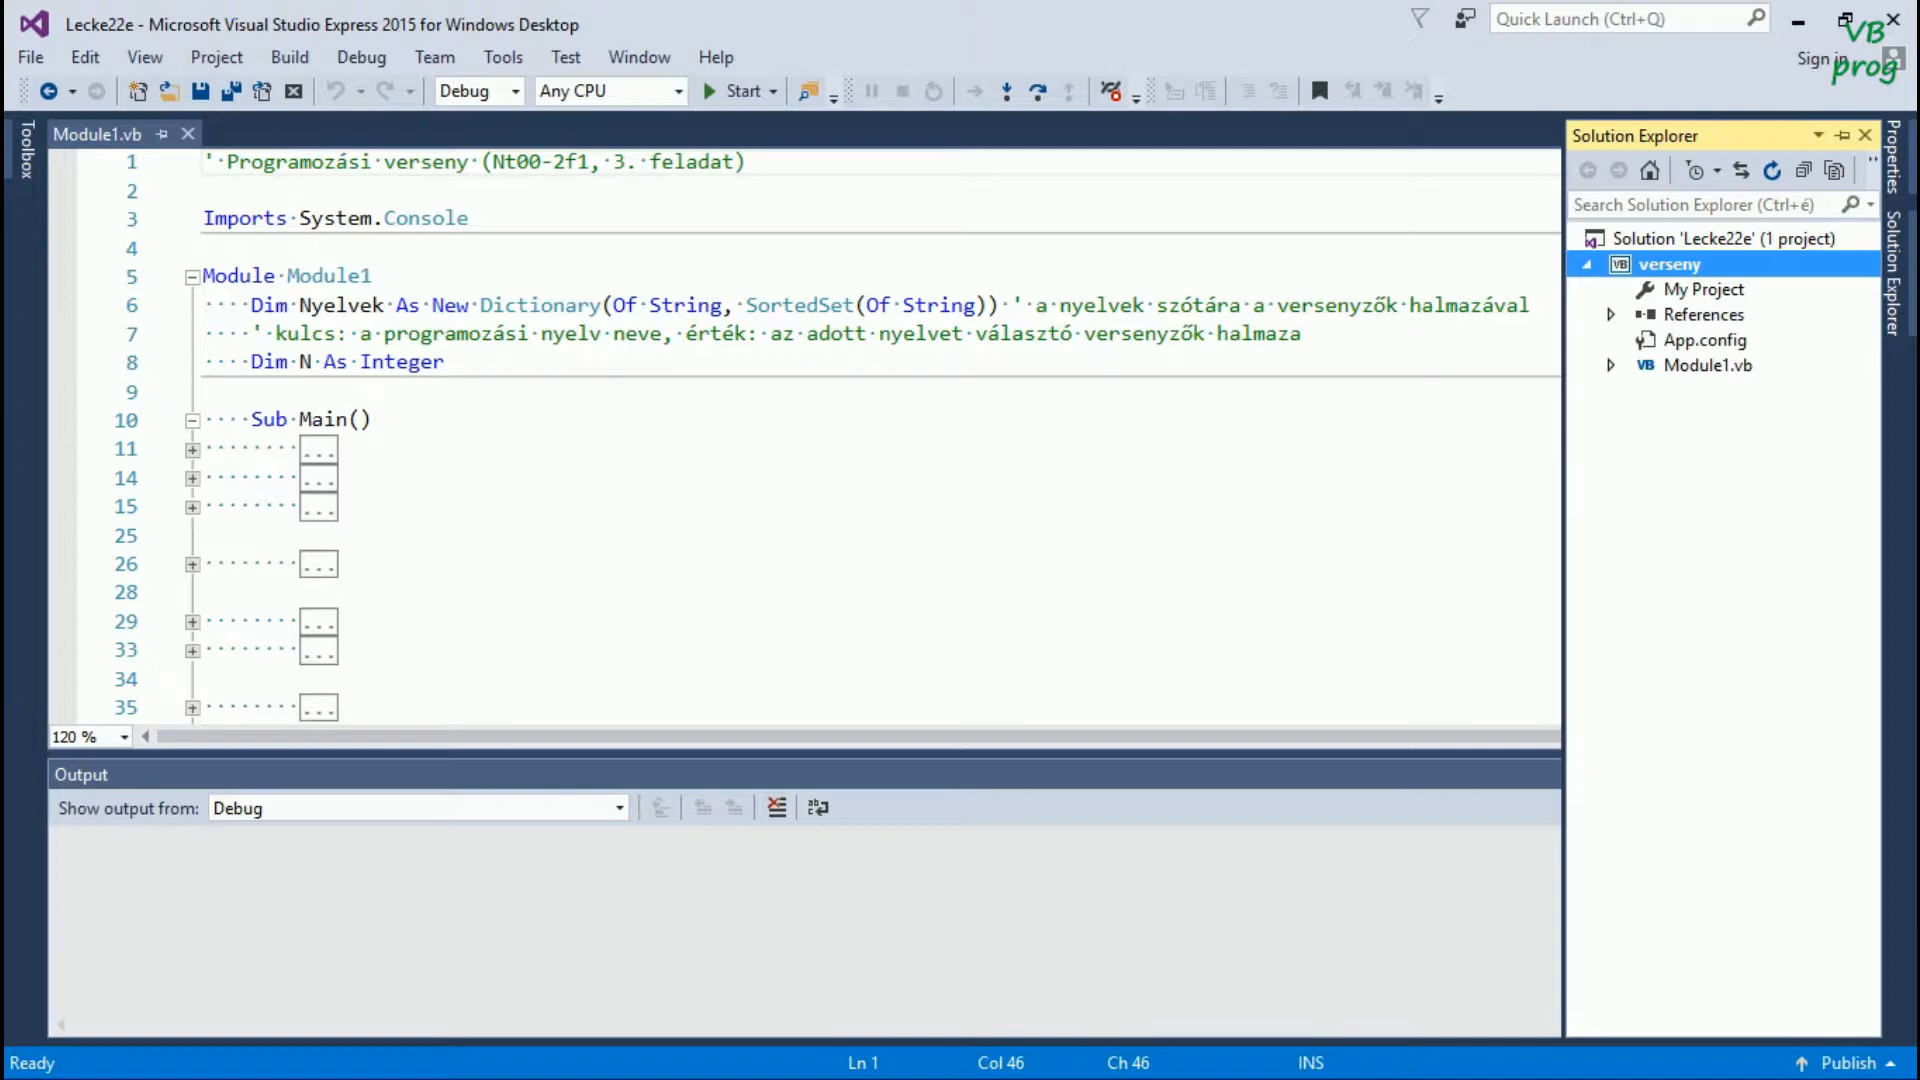 Lecke22e - Microsoft Visual Studio Express 2015 for Windows Desktop
Quick Launch (Ctrl+Q)
VB
prog
File Edit View Project Build Debug Team Tools Test Window Help
Sign in
Debug Any CPU Start
Toolbox
Module1.vb
1 ' Programozási verseny (Nt00-2f1, 3. feladat)
2
3 Imports System.Console
4
5 Module Module1
6 Dim Nyelvek As New Dictionary(Of String, SortedSet(Of String)) ' a nyelvek szótára a versenyzők halmazával
7 ' kulcs: a programozási nyelv neve, érték: az adott nyelvet választó versenyzők halmaza
8 Dim N As Integer
9
10 Sub Main()
11 ...
14 ...
15 ...
25
26 ...
28
29 ...
33 ...
34
35 ...
120 %
Output
Show output from: Debug
Solution Explorer
Search Solution Explorer (Ctrl+é)
Solution 'Lecke22e' (1 project)
VB verseny
My Project
References
App.config
VB Module1.vb
Properties
Solution Explorer
Ready Ln 1 Col 46 Ch 46 INS Publish